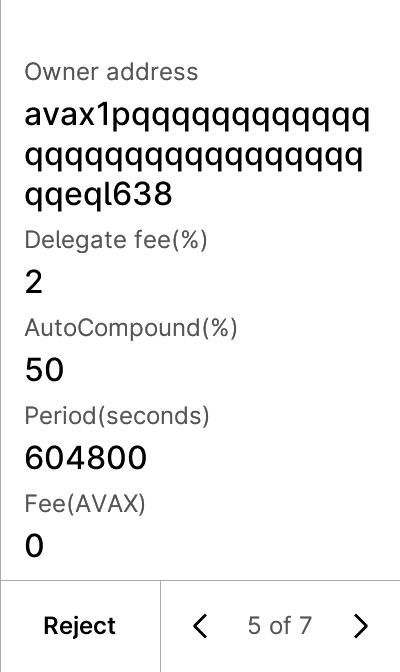 Owner address
avax1pqqqqqqqqqqqq
qqqqqqqqqqqqqqqqq
qqeql638
Delegate fee(%)
2
AutoCompound(%)
50
Period(seconds)
604800
Fee(AVAX)
0
Reject
5 of 7